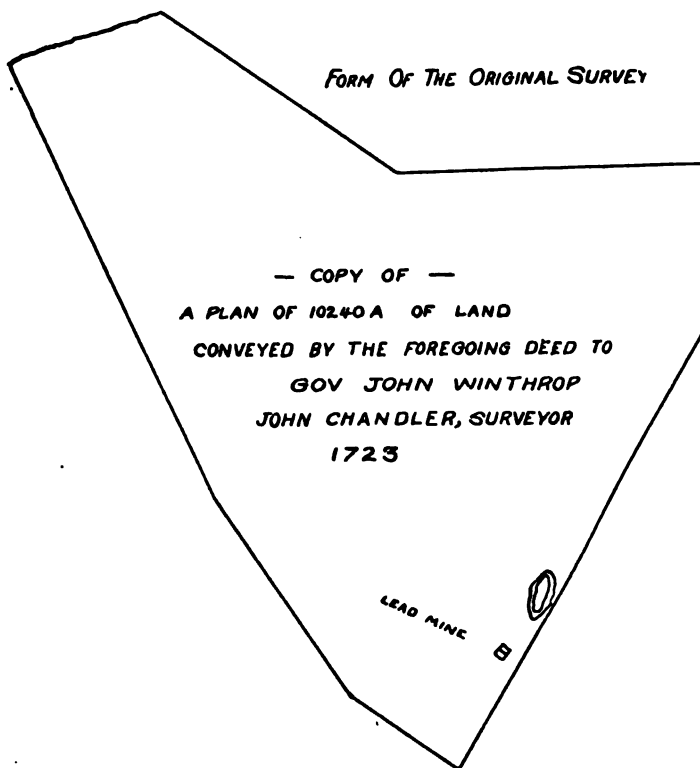 FORM OF THE ORIGINAL SURVEY
— COPY OF —
A PLAN OF 10240A OF LAND
CONVEYED BY THE FOREGOING DEED TO
GOV JOHN WINTHROP
JOHN CHANDLER, SURVEYOR
1723
LEAD MINE